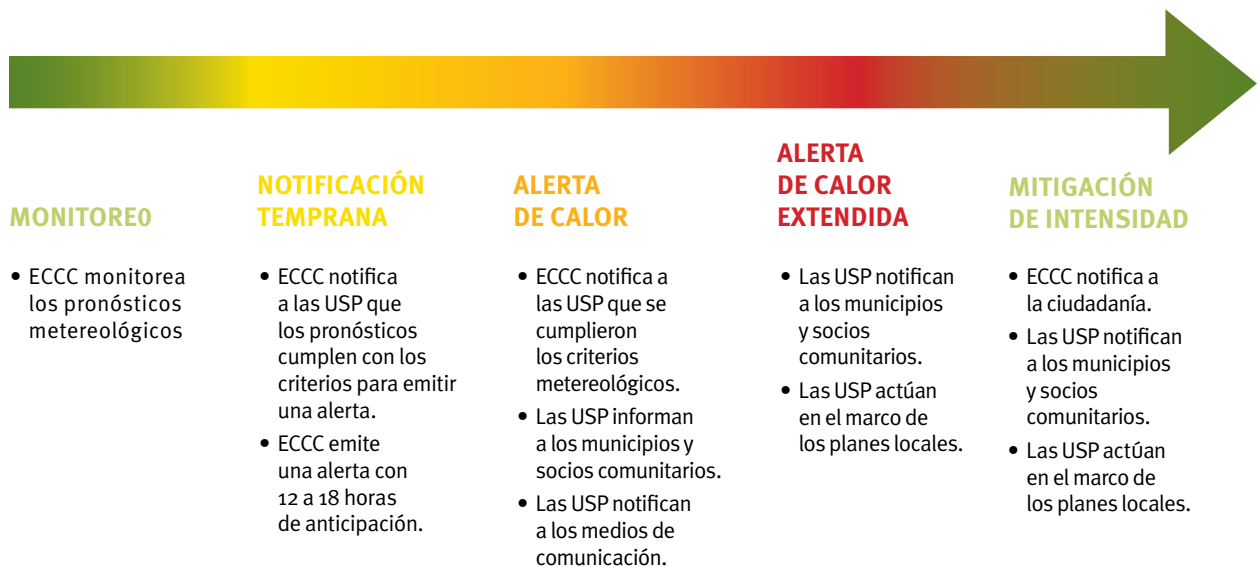 MONITOREO
• ECCC monitorea
los pronósticos
metereológicos
NOTIFICACIÓN
TEMPRANA
• ECCC notifica
a las USP que
los pronósticos
cumplen con los
criterios para emitir
una alerta.
• ECCC emite
una alerta con
12 a 18 horas
de anticipación.
ALERTA
DE CALOR
• ECCC notifica a
las USP que se
cumplieron
los criterios
metereológicos.
• Las USP informan
a los municipios y
socios comunitarios.
• Las USP notifican
a los medios de
comunicación.
ALERTA
DE CALOR
EXTENDIDA
• Las USP notifican
a los municipios
y socios
comunitarios.
• Las USP actúan
en el marco de
los planes locales.
MITIGACIÓN
DE INTENSIDAD
• ECCC notifica a
la ciudadanía.
• Las USP notifican
a los municipios
y socios
comunitarios.
• Las USP actúan
en el marco de
los planes locales.